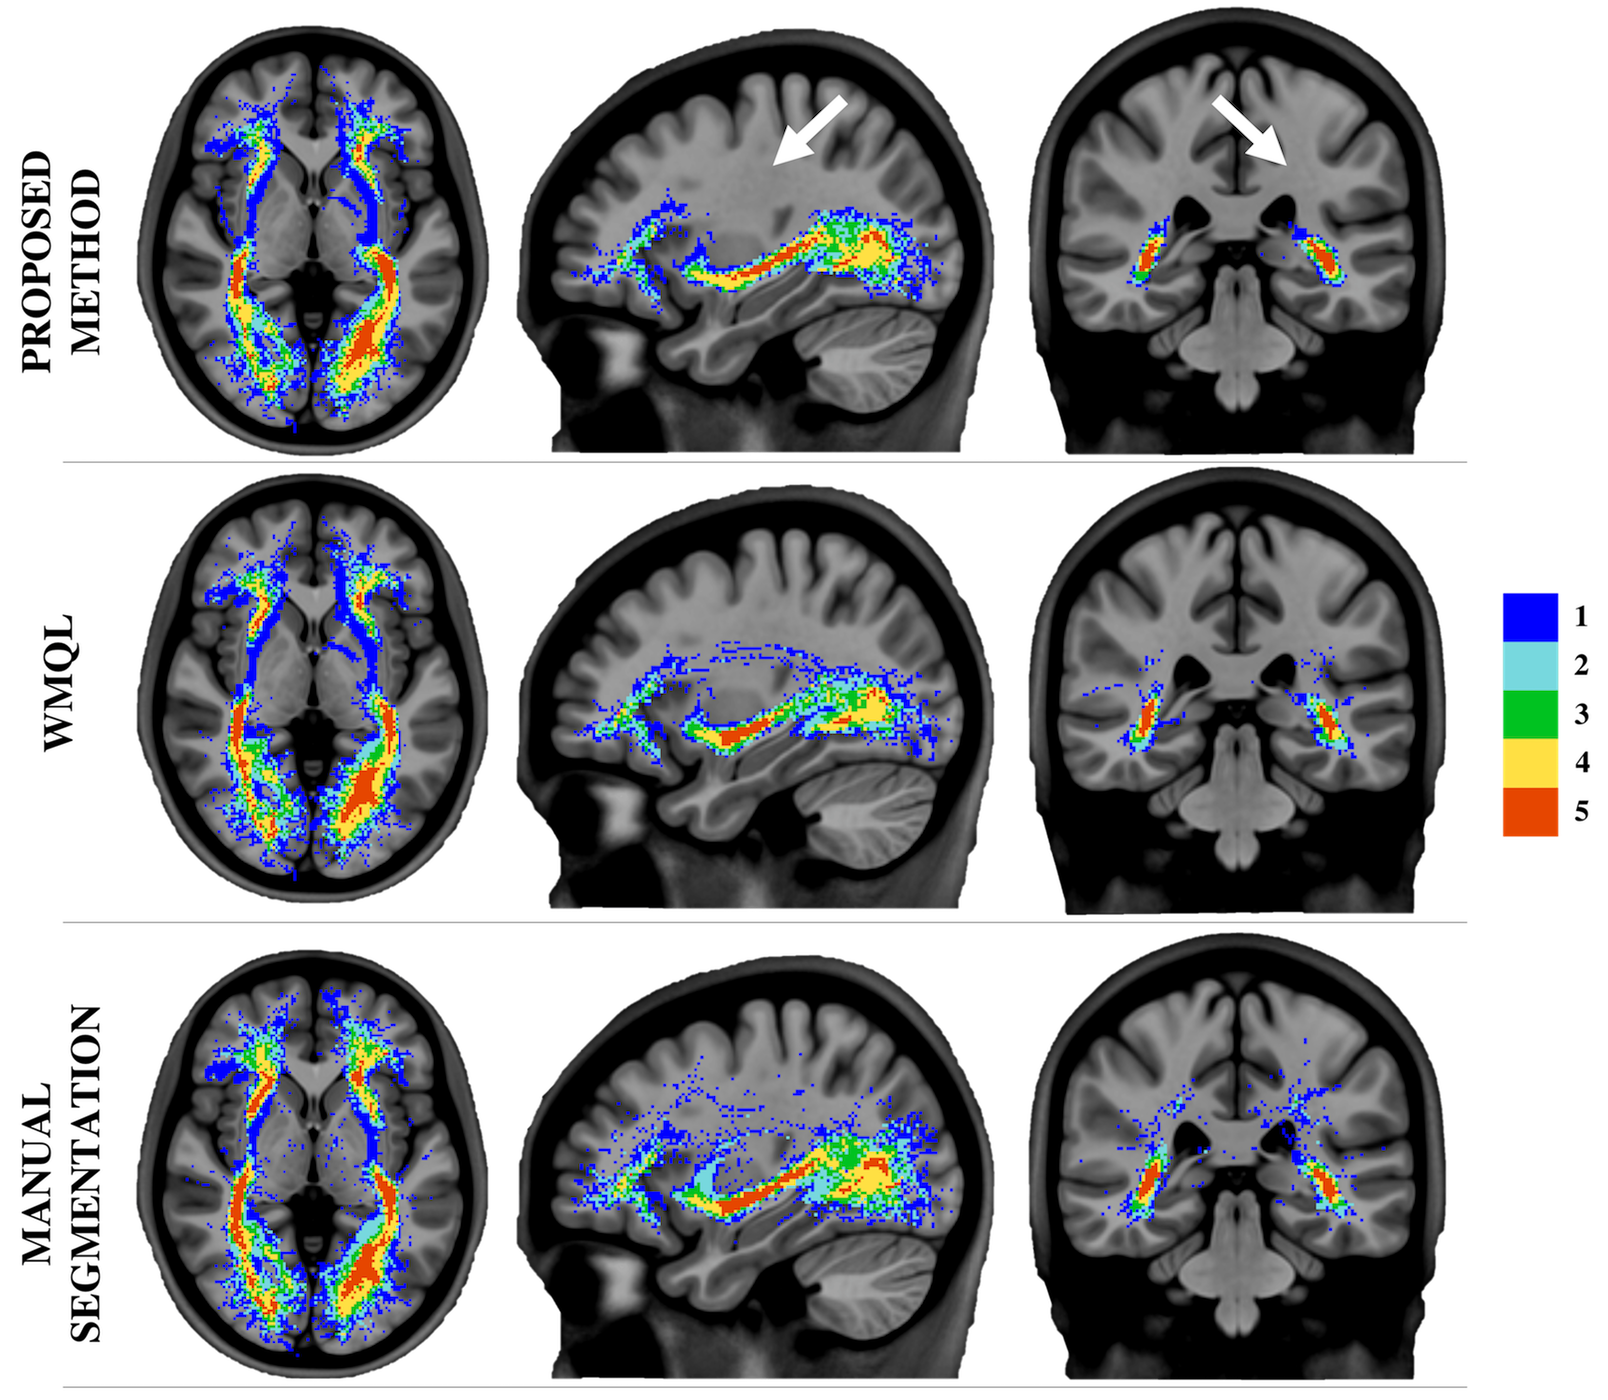 PROPOSED
METHOD
WMQL
1
2
3
4
5
MANUAL
SEGMENTATION